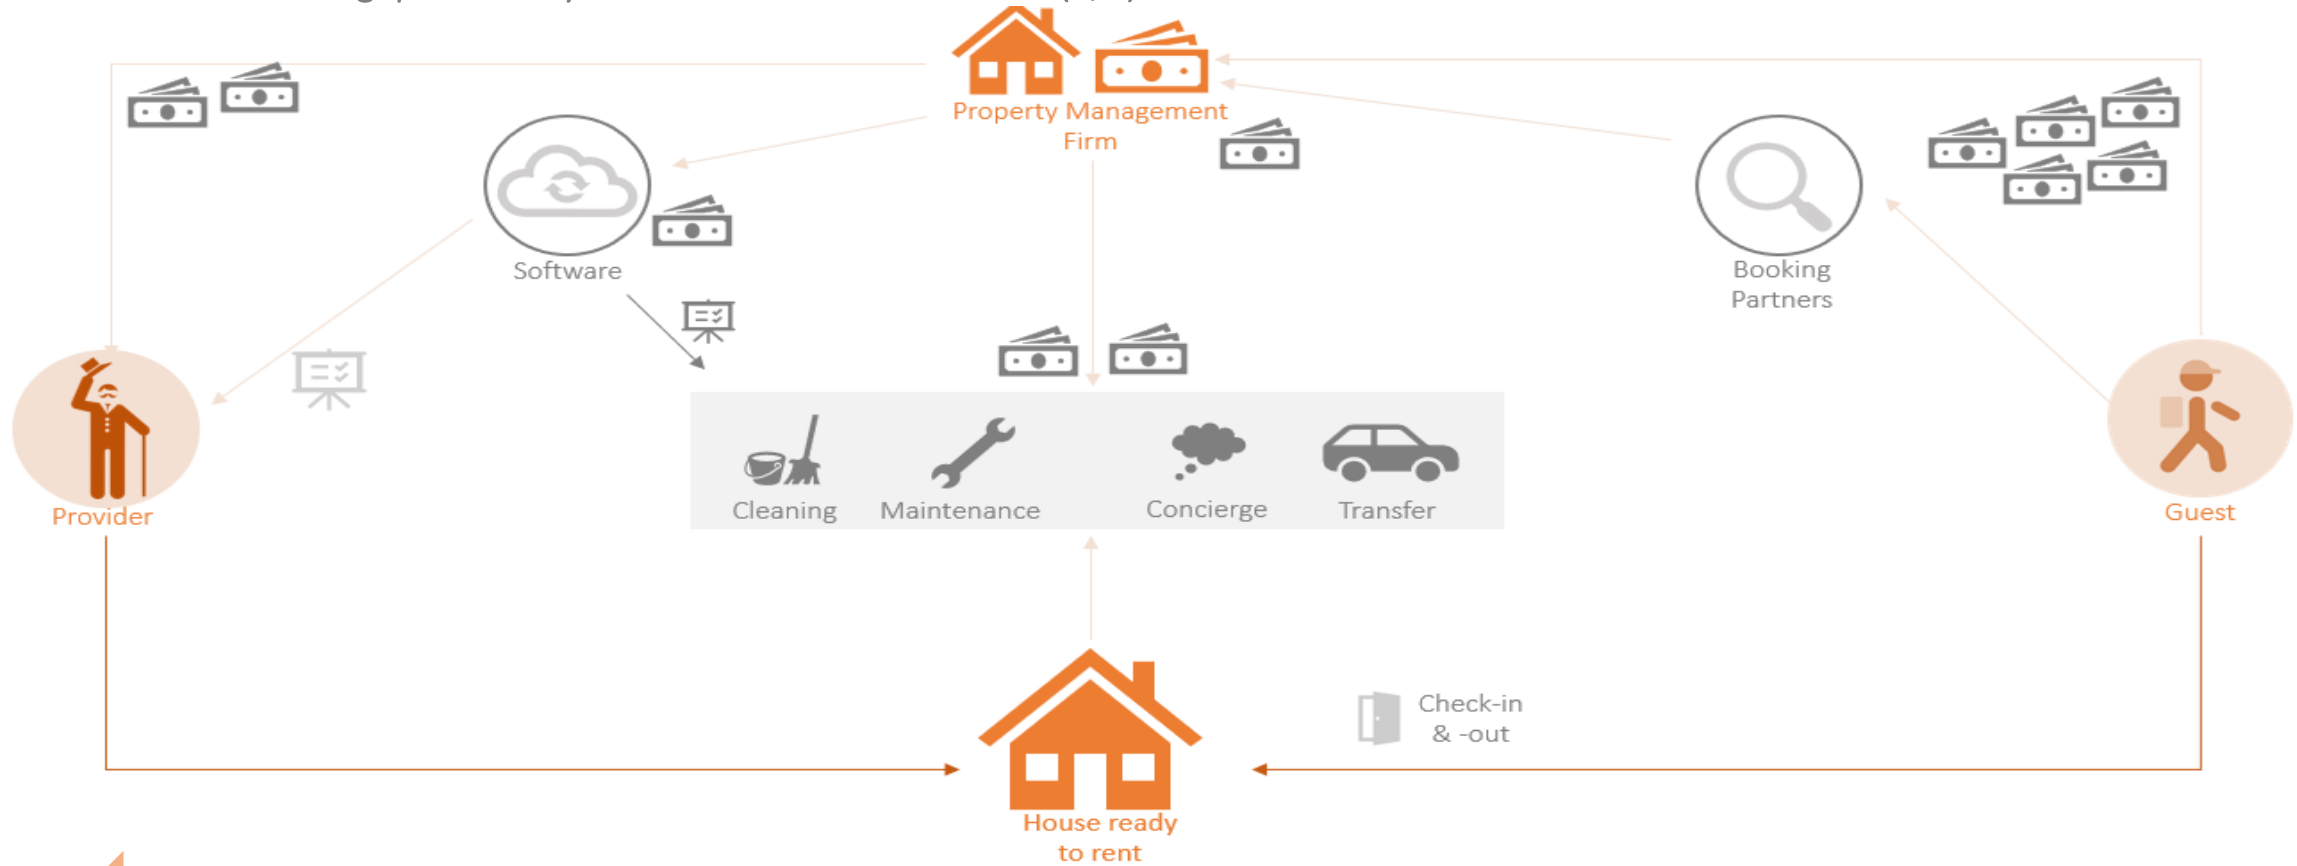 Property Management
Firm
Software
Booking
Partners
Provider
Cleaning
Maintenance
Concierge
Transfer
Guest
Check-in
& -out
House ready
to rent